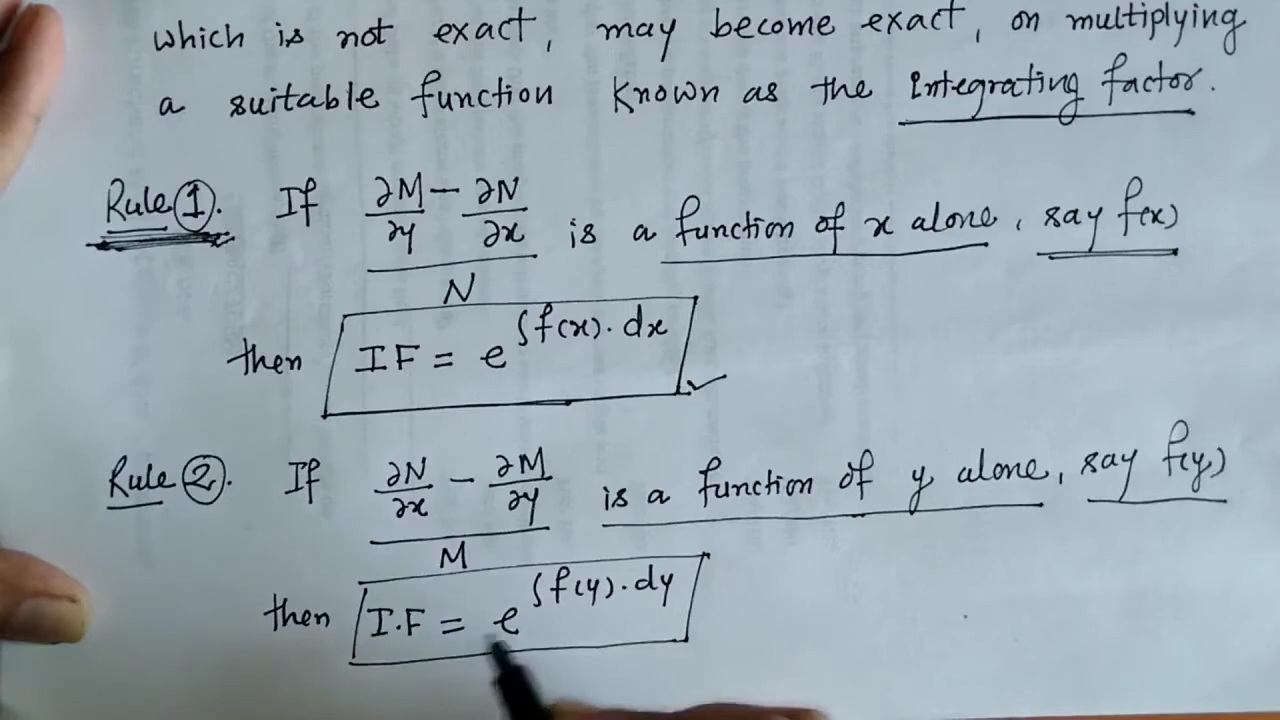 which is not exact, may become exact, on multiplying
a suitable function known as the Integrating factor.
Rule ①. If (∂M/∂y - ∂N/∂x)/N is a function of x alone, say f(x)
then IF = e^∫f(x).dx ✓
Rule ②. If (∂N/∂x - ∂M/∂y)/M is a function of y alone, say f(y)
then I.F = e^∫f(y).dy